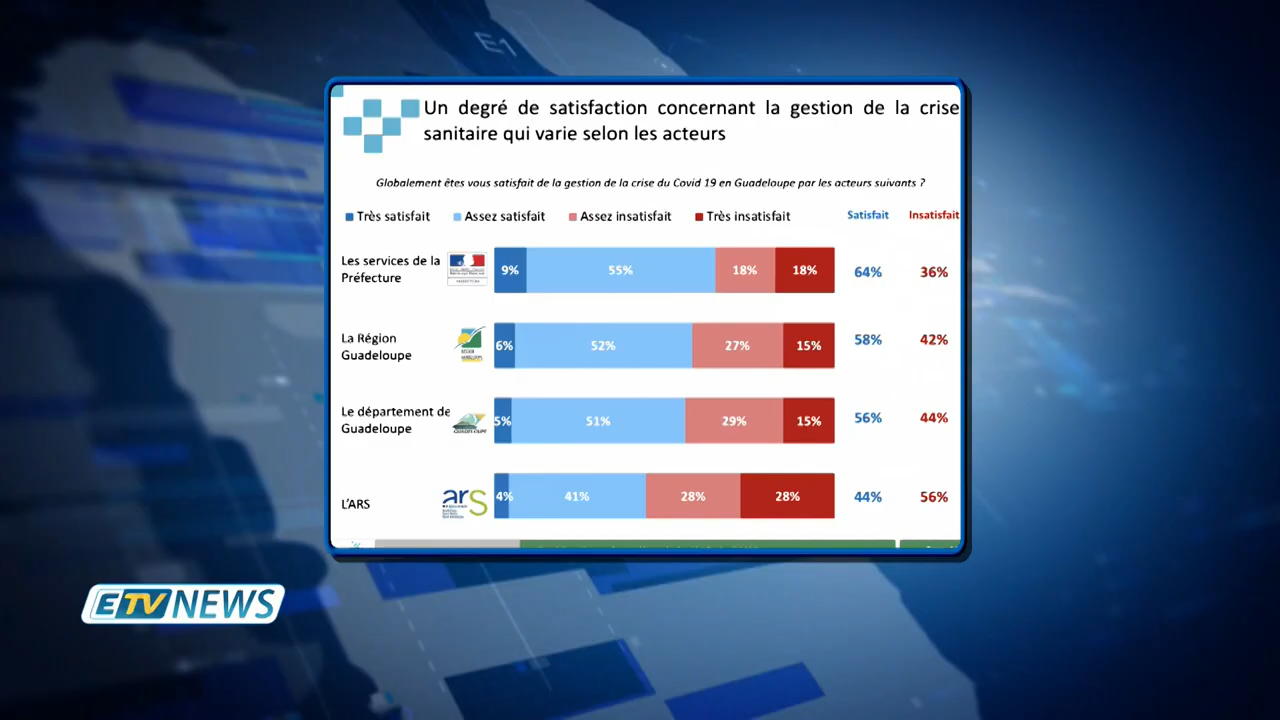 E1
Un degré de satisfaction concernant la gestion de la crise
sanitaire qui varie selon les acteurs
Globalement êtes vous satisfait de la gestion de la crise du Covid 19 en Guadeloupe par les acteurs suivants ?
Très satisfait Assez satisfait Assez insatisfait Très insatisfait Satisfait Insatisfait
Les services de la
Préfecture
9% 55% 18% 18% 64% 36%
La Région
Guadeloupe
6% 52% 27% 15% 58% 42%
Le département de
Guadeloupe
5% 51% 29% 15% 56% 44%
L'ARS
ars
4% 41% 28% 28% 44% 56%
ETV NEWS